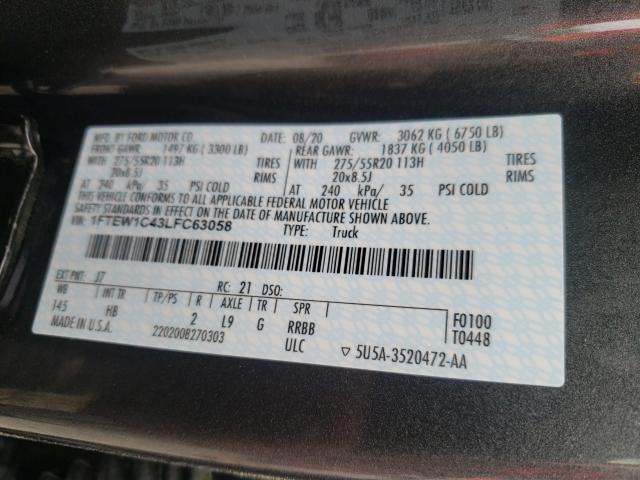 MFD. BY FORD MOTOR CO. DATE: 08/20 GVWR: 3062 KG ( 6750 LB)
FRONT GAWR: 1497 KG ( 3300 LB) REAR GAWR: 1837 KG ( 4050 LB)
WITH 275/55R20 113H TIRES WITH 275/55R20 113H TIRES
20x8.5J RIMS 20x8.5J RIMS
AT 240 kPa/ 35 PSI COLD AT 240 kPa/ 35 PSI COLD
THIS VEHICLE CONFORMS TO ALL APPLICABLE FEDERAL MOTOR VEHICLE
SAFETY STANDARDS IN EFFECT ON THE DATE OF MANUFACTURE SHOWN ABOVE.
VIN: 1FTEW1C43LFC63058 TYPE: Truck
EXT PNT: J7 RC: 21 DSO:
WB INT TR TP/PS R AXLE TR SPR
145 HB 2 L9 G RRBB F0100
MADE IN U.S.A. 2202008270303 ULC T0448
▽ 5U5A-3520472-AA